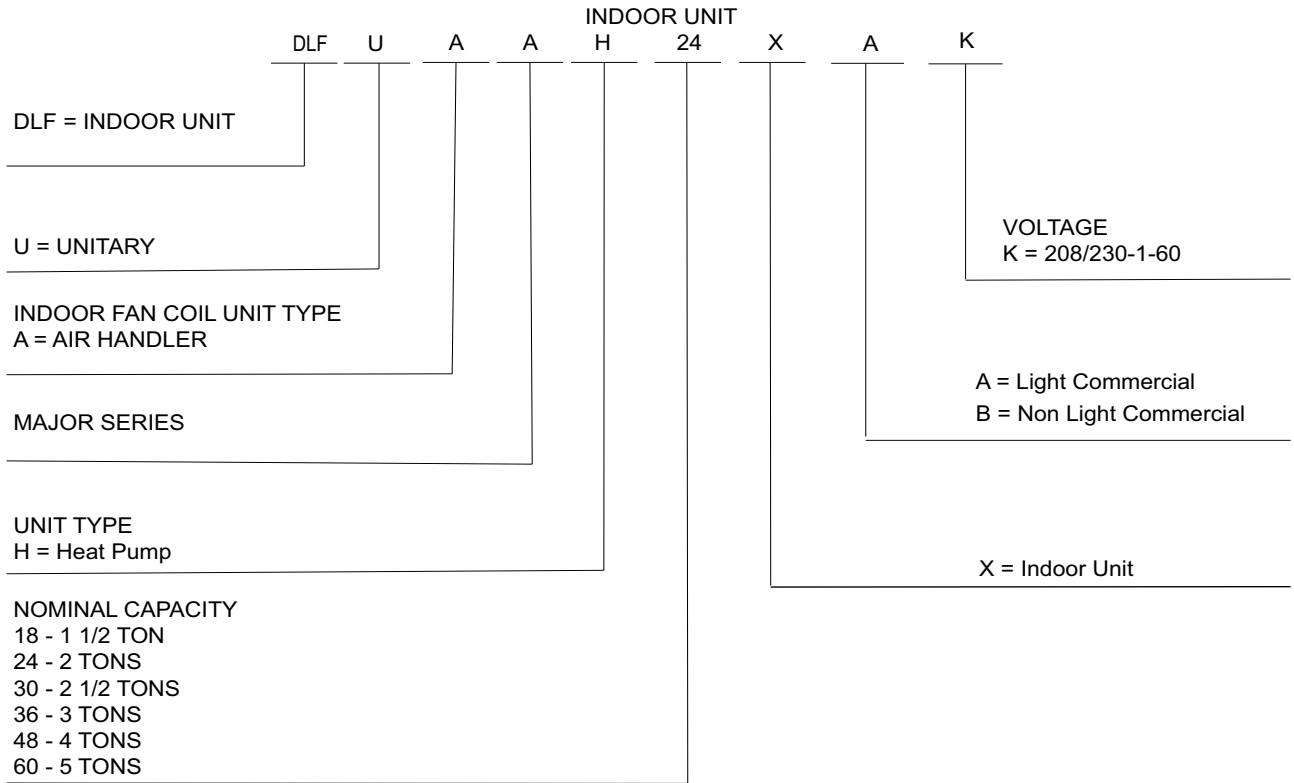 INDOOR UNIT
DLF U A A H 24 X A K
DLF = INDOOR UNIT
U = UNITARY
INDOOR FAN COIL UNIT TYPE
A = AIR HANDLER
MAJOR SERIES
UNIT TYPE
H = Heat Pump
NOMINAL CAPACITY
18 - 1 1/2 TON
24 - 2 TONS
30 - 2 1/2 TONS
36 - 3 TONS
48 - 4 TONS
60 - 5 TONS
VOLTAGE
K = 208/230-1-60
A = Light Commercial
B = Non Light Commercial
X = Indoor Unit